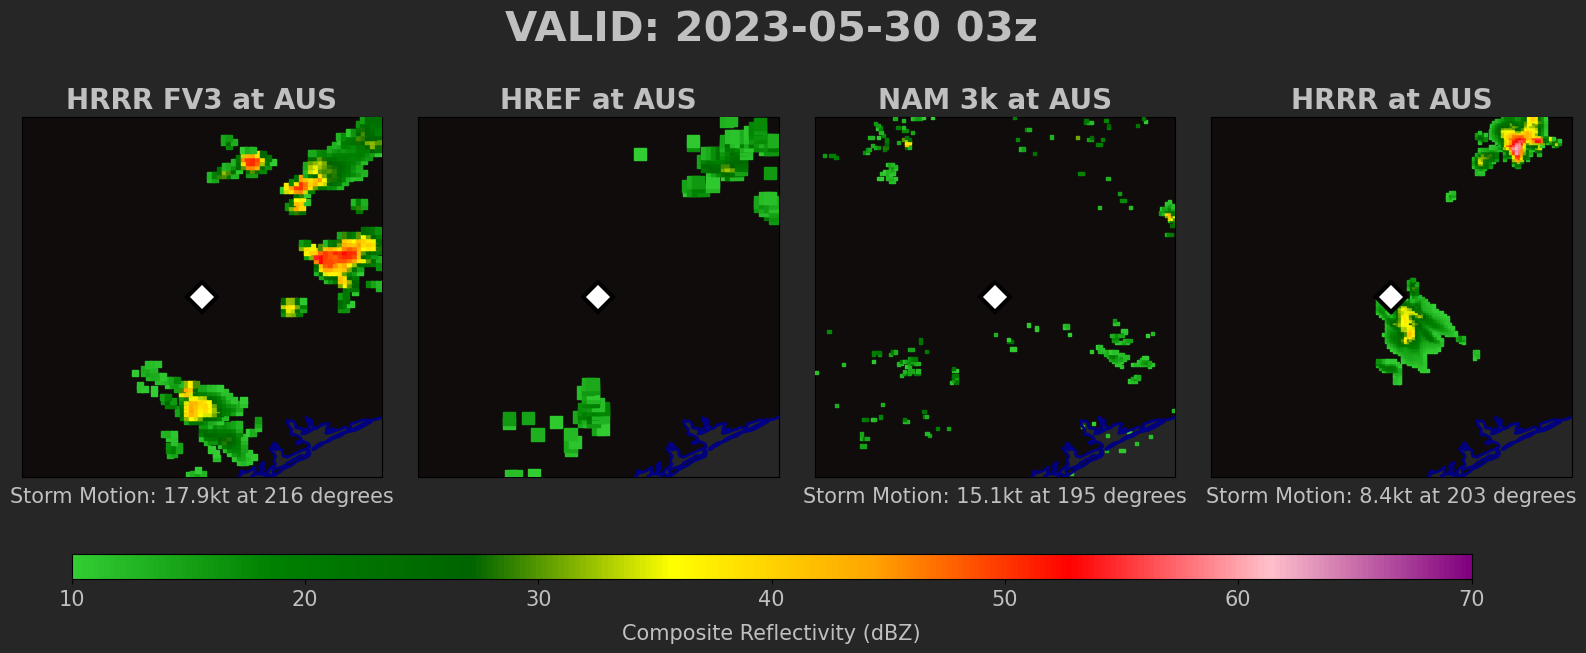 VALID: 2023-05-30 03z
HRRR FV3 at AUS
HREF at AUS
NAM 3k at AUS
HRRR at AUS
Storm Motion: 17.9kt at 216 degrees
Storm Motion: 15.1kt at 195 degrees
Storm Motion: 8.4kt at 203 degrees
10 20 30 40 50 60 70
Composite Reflectivity (dBZ)